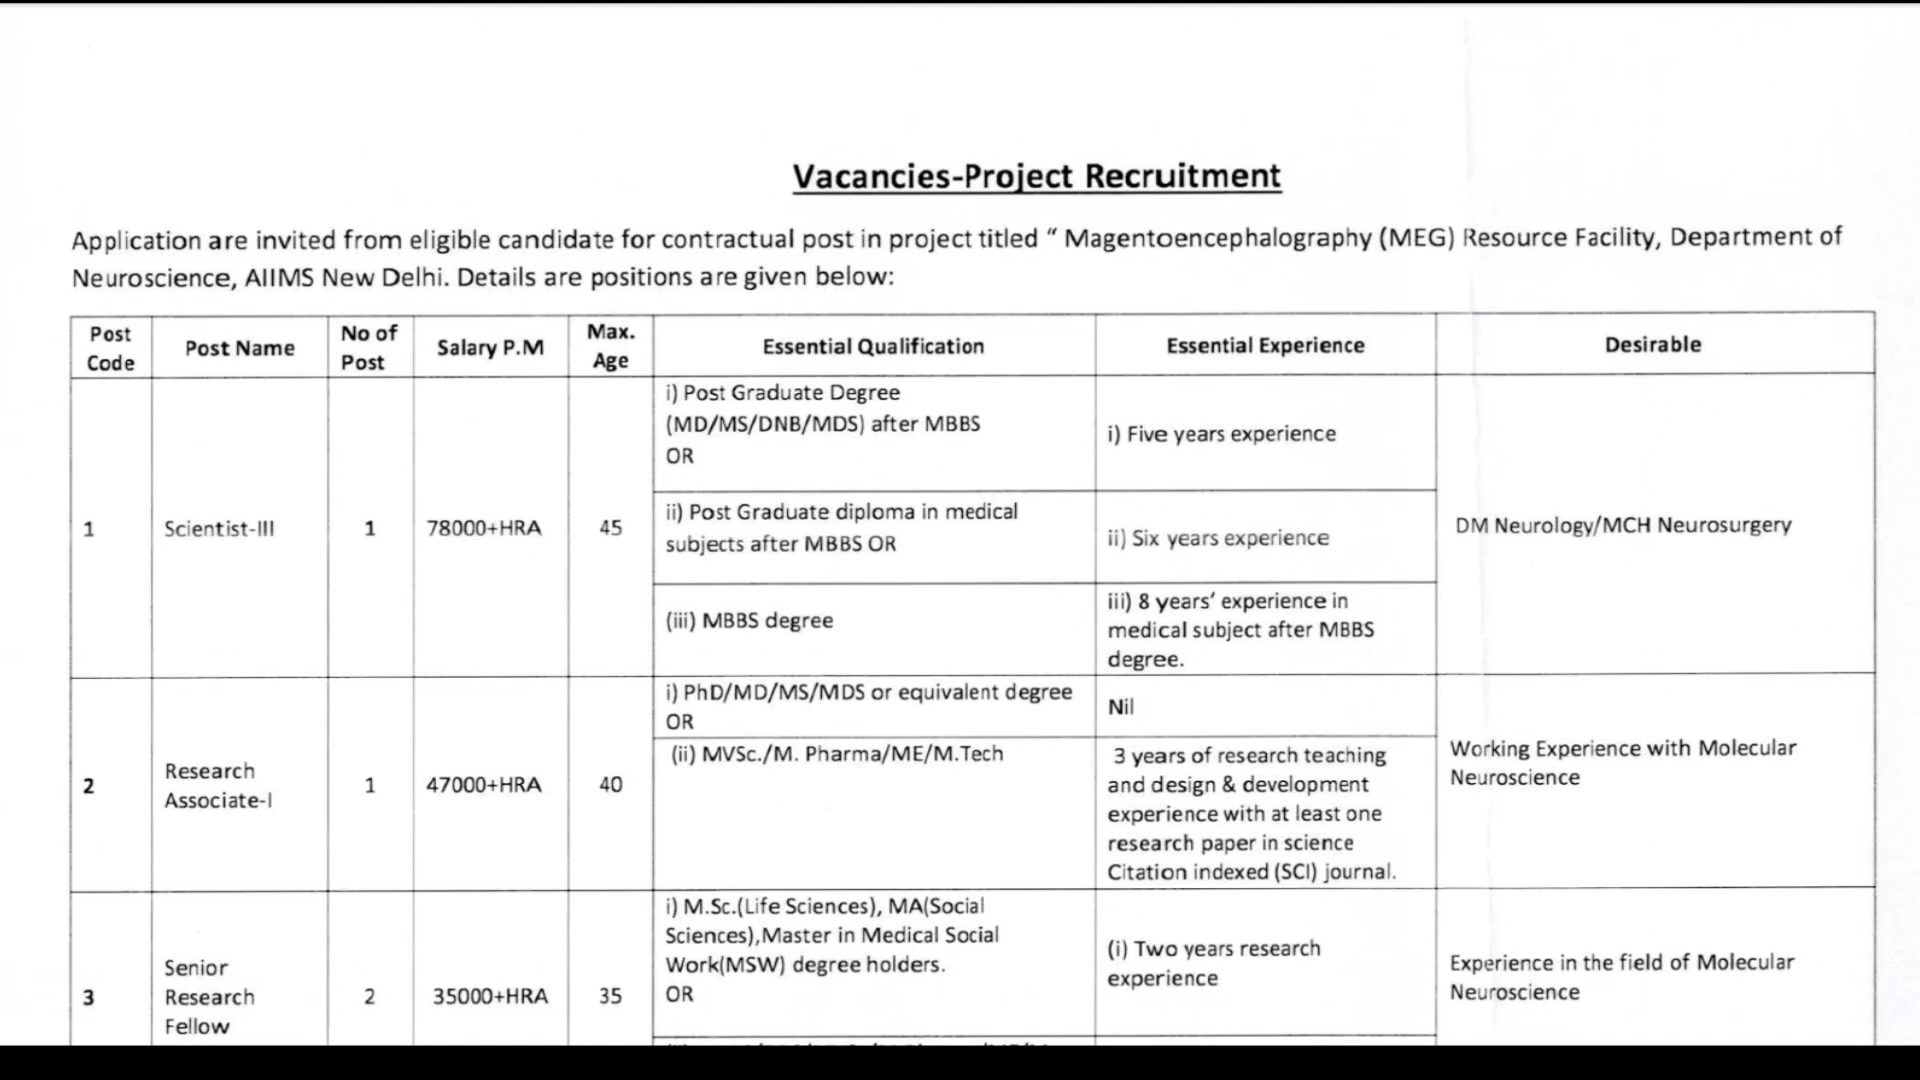 Vacancies-Project Recruitment
Application are invited from eligible candidate for contractual post in project titled “ Magentoencephalography (MEG) Resource Facility, Department of
Neuroscience, AIIMS New Delhi. Details are positions are given below:
Post Code
Post Name
No of Post
Salary P.M
Max. Age
Essential Qualification
Essential Experience
Desirable
1
Scientist-III
1
78000+HRA
45
i) Post Graduate Degree
(MD/MS/DNB/MDS) after MBBS
OR
i) Five years experience
ii) Post Graduate diploma in medical
subjects after MBBS OR
ii) Six years experience
(iii) MBBS degree
iii) 8 years’ experience in
medical subject after MBBS
degree.
DM Neurology/MCH Neurosurgery
2
Research
Associate-I
1
47000+HRA
40
i) PhD/MD/MS/MDS or equivalent degree
OR
Nil
(ii) MVSc./M. Pharma/ME/M.Tech
3 years of research teaching
and design & development
experience with at least one
research paper in science
Citation indexed (SCI) journal.
Working Experience with Molecular
Neuroscience
3
Senior
Research
Fellow
2
35000+HRA
35
i) M.Sc.(Life Sciences), MA(Social
Sciences),Master in Medical Social
Work(MSW) degree holders.
OR
(i) Two years research
experience
Experience in the field of Molecular
Neuroscience